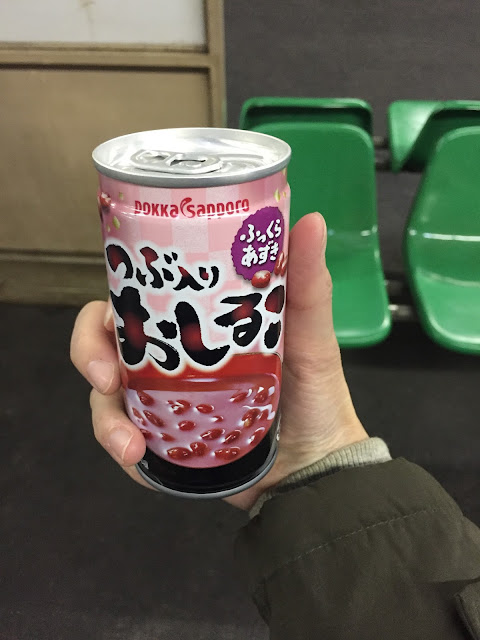 pokka sapporo
ふっくら
あずき
つぶ入り
おしるこ